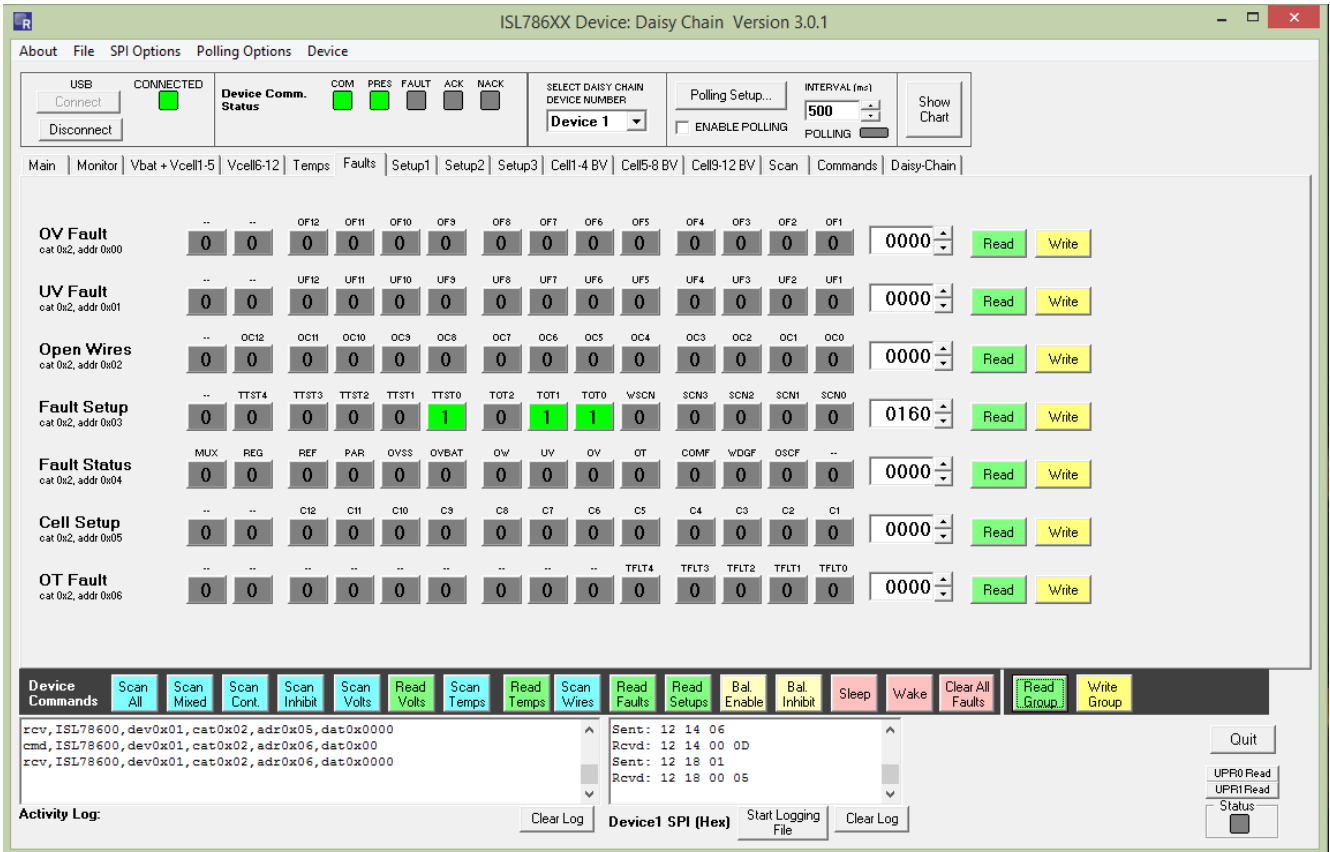 ISL786XX Device: Daisy Chain Version 3.0.1
About File SPI Options Polling Options Device
USB CONNECTED
Connect
Disconnect
Device Comm. Status
COM PRES FAULT ACK NACK
SELECT DAISY CHAIN DEVICE NUMBER
Device 1
Polling Setup...
ENABLE POLLING
INTERVAL (ms)
500
POLLING
Show Chart
Main Monitor Vbat + Vcell1-5 Vcell6-12 Temps Faults Setup1 Setup2 Setup3 Cell1-4 BV Cell5-8 BV Cell9-12 BV Scan Commands Daisy-Chain
-- -- OF12 OF11 OF10 OF9 OF8 OF7 OF6 OF5 OF4 OF3 OF2 OF1
OV Fault 0 0 0 0 0 0 0 0 0 0 0 0 0 0 0000 Read Write
cat 0x2, addr 0x00
-- -- UF12 UF11 UF10 UF9 UF8 UF7 UF6 UF5 UF4 UF3 UF2 UF1
UV Fault 0 0 0 0 0 0 0 0 0 0 0 0 0 0 0000 Read Write
cat 0x2, addr 0x01
-- OC12 OC11 OC10 OC9 OC8 OC7 OC6 OC5 OC4 OC3 OC2 OC1 OC0
Open Wires 0 0 0 0 0 0 0 0 0 0 0 0 0 0 0000 Read Write
cat 0x2, addr 0x02
-- TTST4 TTST3 TTST2 TTST1 TTST0 TOT2 TOT1 TOT0 WSCN SCN3 SCN2 SCN1 SCN0
Fault Setup 0 0 0 0 0 1 0 1 1 0 0 0 0 0 0160 Read Write
cat 0x2, addr 0x03
MUX REG REF PAR OVSS OVBAT OW UV OV OT COMF WDGF OSCF --
Fault Status 0 0 0 0 0 0 0 0 0 0 0 0 0 0 0000 Read Write
cat 0x2, addr 0x04
-- -- C12 C11 C10 C9 C8 C7 C6 C5 C4 C3 C2 C1
Cell Setup 0 0 0 0 0 0 0 0 0 0 0 0 0 0 0000 Read Write
cat 0x2, addr 0x05
-- -- -- -- -- -- -- -- -- TFLT4 TFLT3 TFLT2 TFLT1 TFLT0
OT Fault 0 0 0 0 0 0 0 0 0 0 0 0 0 0 0000 Read Write
cat 0x2, addr 0x06
Device Commands
Scan All
Scan Mixed
Scan Cont.
Scan Inhibit
Scan Volts
Read Volts
Scan Temps
Read Temps
Scan Wires
Read Faults
Read Setups
Bal. Enable
Bal. Inhibit
Sleep
Wake
Clear All Faults
Read Group
Write Group
rcv,ISL78600,dev0x01,cat0x02,adr0x05,dat0x0000
cmd,ISL78600,dev0x01,cat0x02,adr0x06,dat0x00
rcv,ISL78600,dev0x01,cat0x02,adr0x06,dat0x0000
Activity Log:
Clear Log
Sent: 12 14 06
Rcvd: 12 14 00 0D
Sent: 12 18 01
Rcvd: 12 18 00 05
Device1 SPI (Hex)
Start Logging File
Clear Log
Quit
UPR0 Read
UPR1 Read
Status